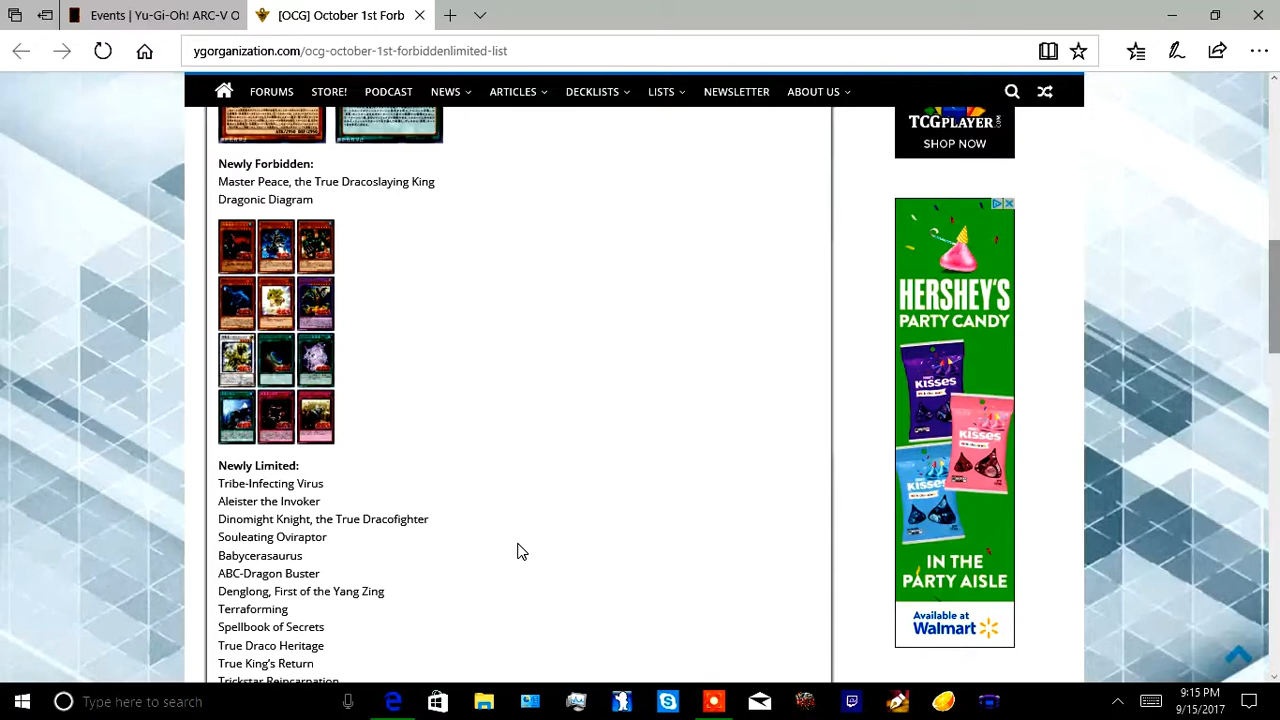 Events | Yu-Gi-Oh! ARC-V O
[OCG] October 1st Forb
ygorganization.com/ocg-october-1st-forbiddenlimited-list
FORUMS STORE! PODCAST NEWS ARTICLES DECKLISTS LISTS NEWSLETTER ABOUT US
TCGPLAYER.COM
SHOP NOW
Newly Forbidden:
Master Peace, the True Dracoslaying King
Dragonic Diagram
Newly Limited:
Tribe-Infecting Virus
Aleister the Invoker
Dinomight Knight, the True Dracofighter
Souleating Oviraptor
Babycerasaurus
ABC-Dragon Buster
Denglong, First of the Yang Zing
Terraforming
Spellbook of Secrets
True Draco Heritage
True King's Return
Trickstar Reincarnation
HERSHEY'S
PARTY CANDY
KISSES
KISSES
KISSES
IN THE
PARTY AISLE
Available at
Walmart
Type here to search
9:15 PM
9/15/2017